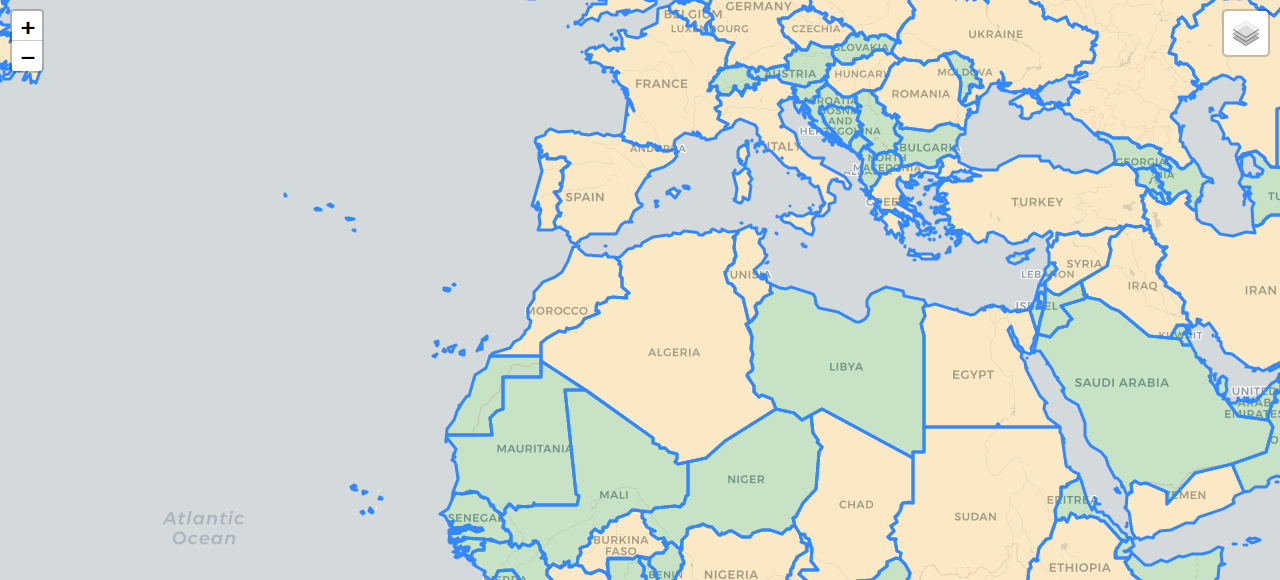 +
−
GERMANY
BELGIUM
LUXEMBOURG
CZECHIA
UKRAINE
SLOVAKIA
FRANCE
AUSTRIA
HUNGARY
MOLDOVA
ROMANIA
CROATIA
BOSNIA
AND
HERZEGOVINA
ANDORRA
ITALY
BULGARIA
NORTH
MACEDONIA
GEORGIA
SPAIN
TURKEY
SYRIA
LEBANON
TUNISIA
IRAQ
IRAN
MOROCCO
ISRAEL
KUWAIT
ALGERIA
LIBYA
EGYPT
SAUDI ARABIA
UNITED
ARAB
EMIRATES
MAURITANIA
NIGER
MALI
CHAD
SUDAN
ERITREA
YEMEN
SENEGAL
Atlantic
Ocean
BURKINA
FASO
BENIN
NIGERIA
ETHIOPIA